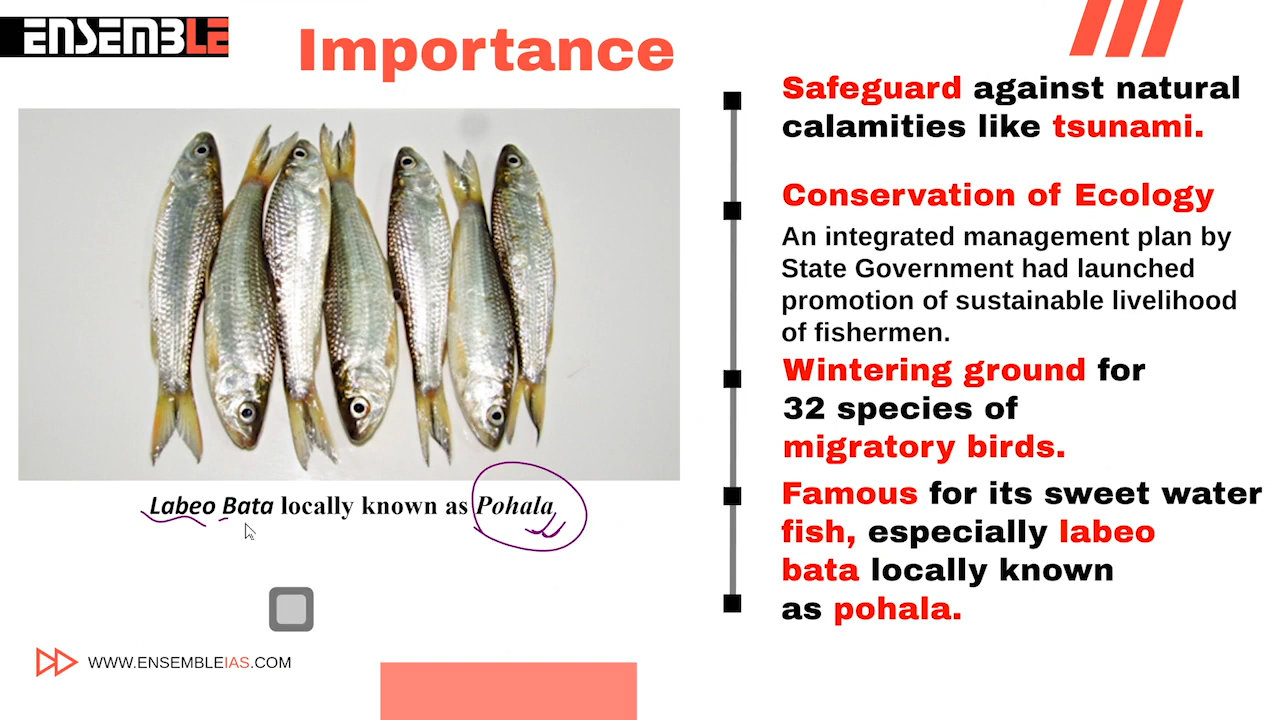 ENSEMBLE
Importance
Safeguard against natural
calamities like tsunami.
Conservation of Ecology
An integrated management plan by
State Government had launched
promotion of sustainable livelihood
of fishermen.
Wintering ground for
32 species of
migratory birds.
Famous for its sweet water
fish, especially labeo
bata locally known
as pohala.
Labeo Bata locally known as Pohala
WWW.ENSEMBLEIAS.COM